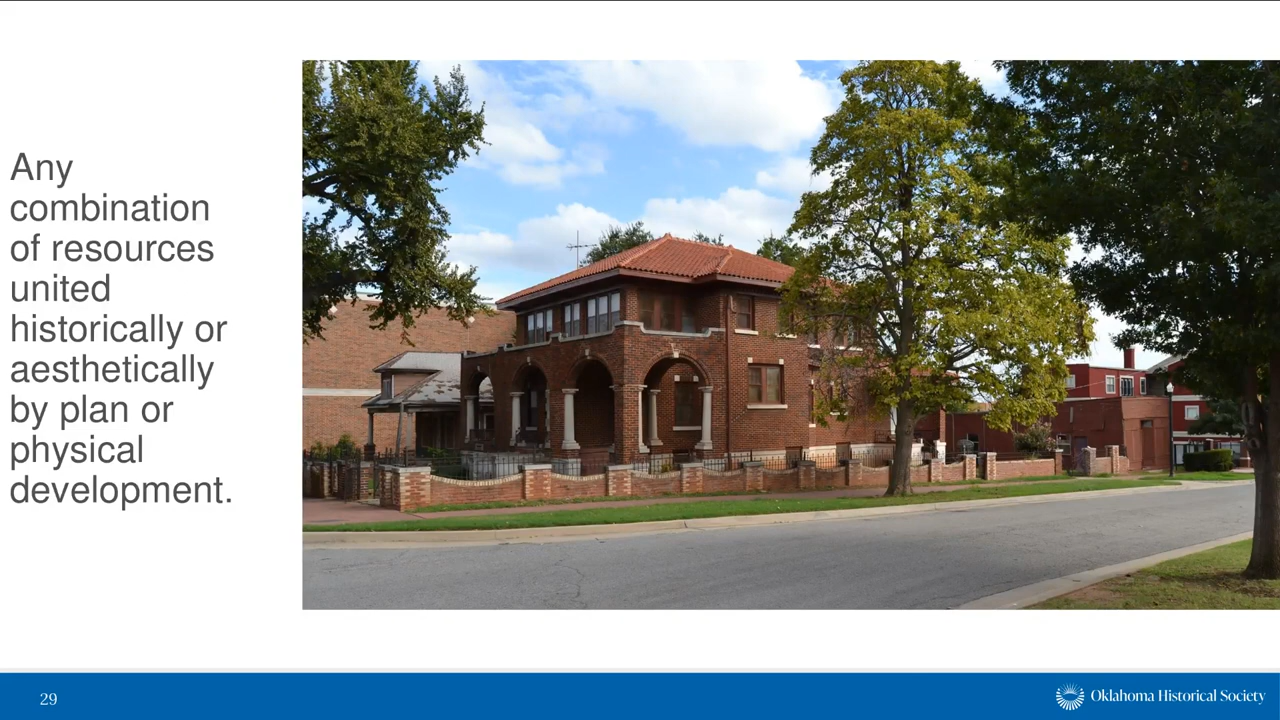 Any
combination
of resources
united
historically or
aesthetically
by plan or
physical
development.
29
Oklahoma Historical Society